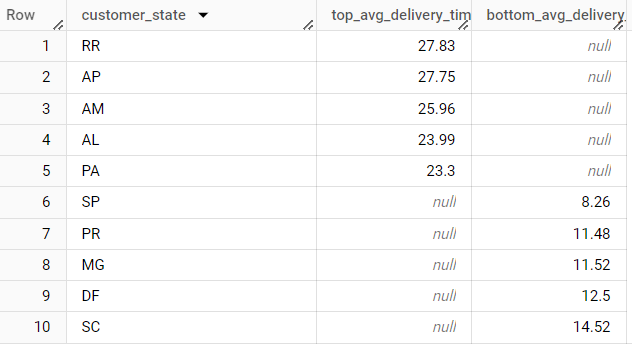 Row customer_state top_avg_delivery_tim bottom_avg_delivery_
1 RR 27.83 null
2 AP 27.75 null
3 AM 25.96 null
4 AL 23.99 null
5 PA 23.3 null
6 SP null 8.26
7 PR null 11.48
8 MG null 11.52
9 DF null 12.5
10 SC null 14.52